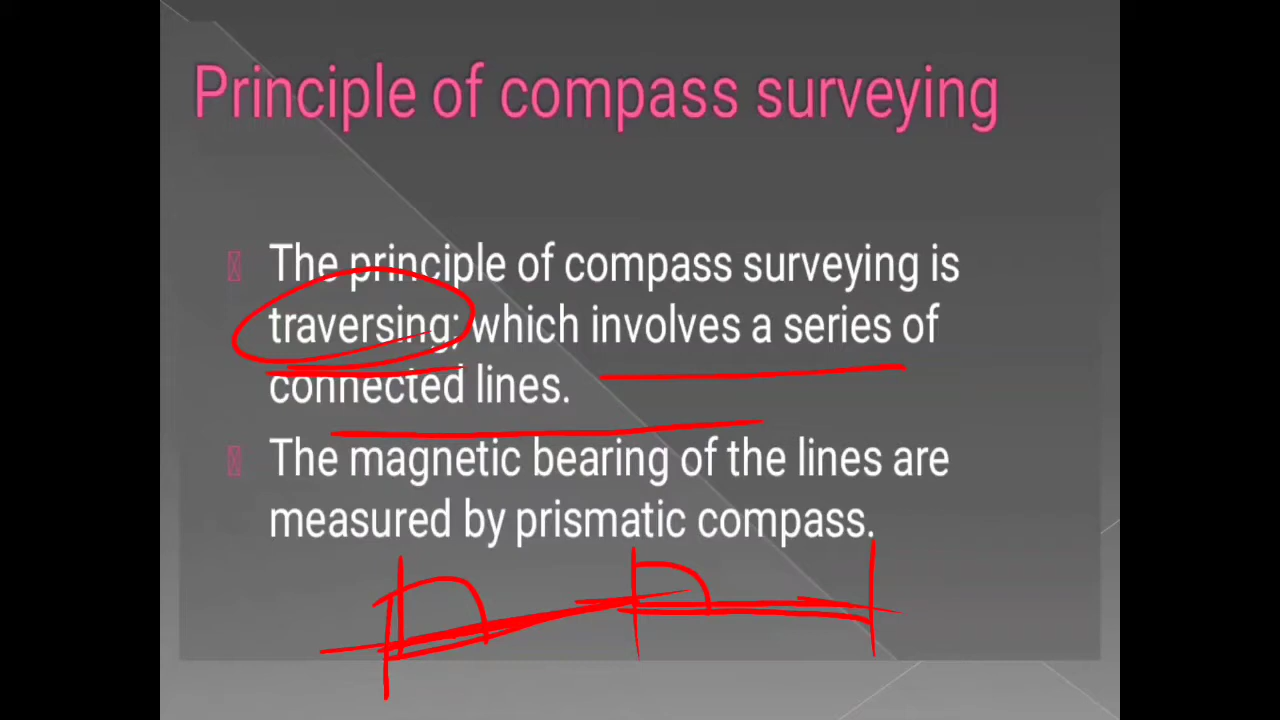 Principle of compass surveying
The principle of compass surveying is
traversing; which involves a series of
connected lines.
The magnetic bearing of the lines are
measured by prismatic compass.